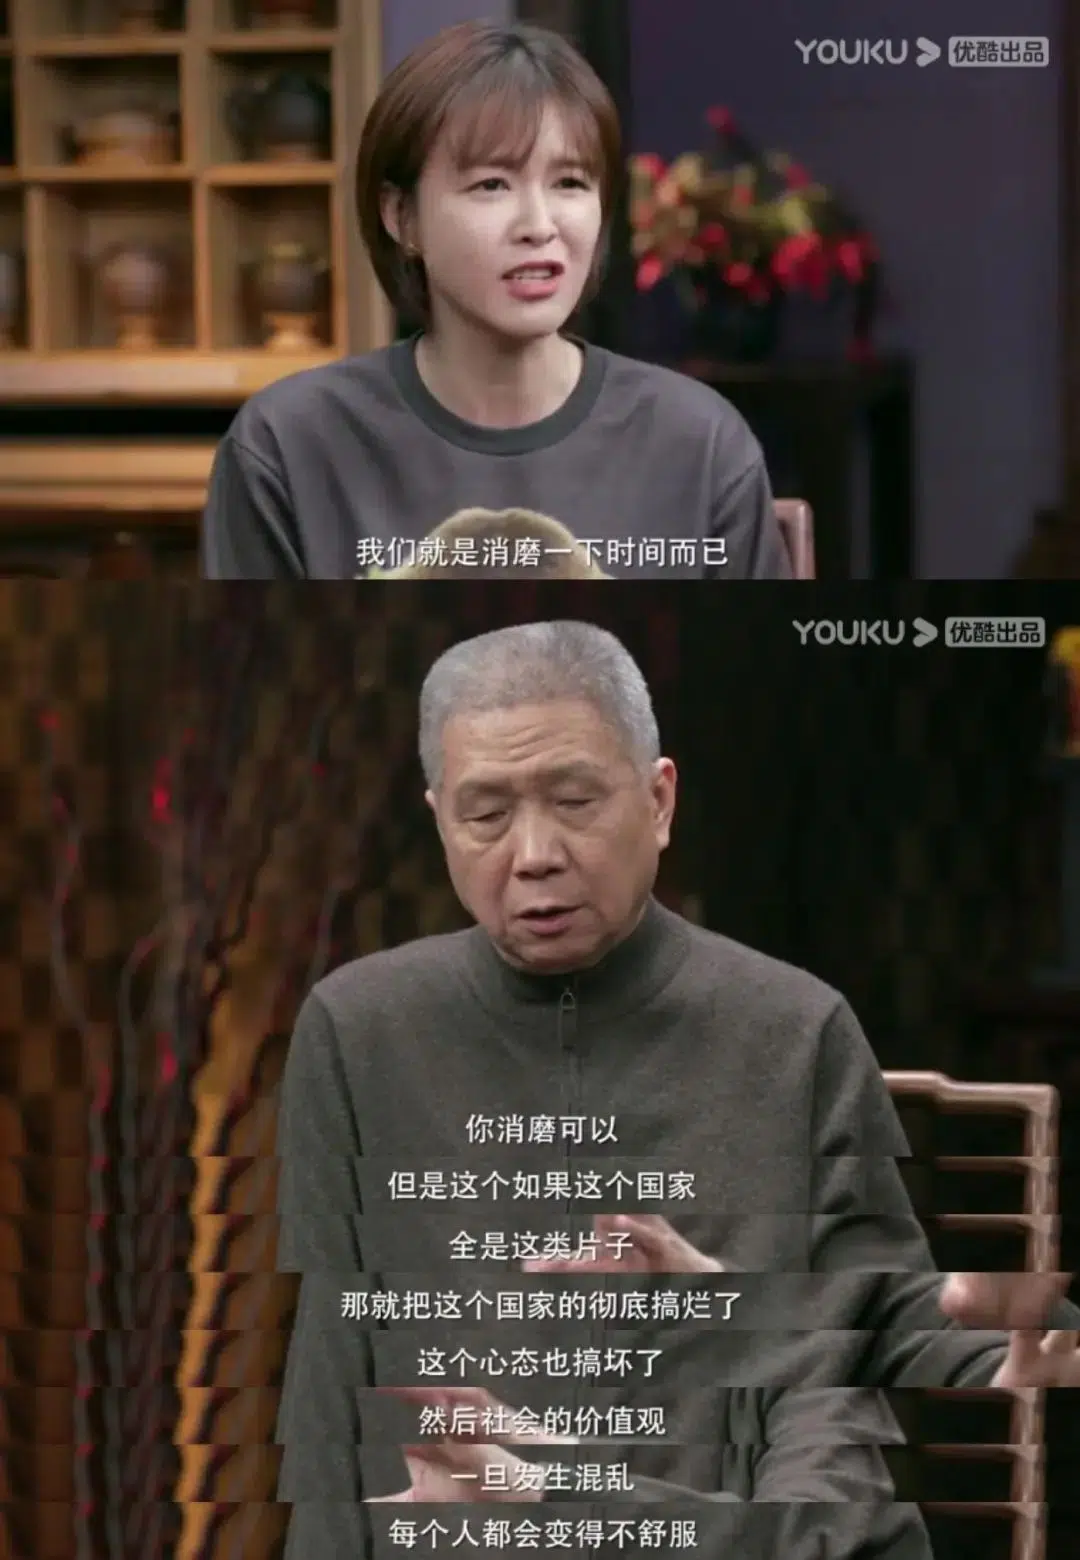 YOUKU 优酷出品
我们就是消磨一下时间而已
YOUKU 优酷出品
你消磨可以
但是这个如果这个国家
全是这类片子
那就把这个国家的彻底搞烂了
这个心态也搞坏了
然后社会的价值观
一旦发生混乱
每个人都会变得不舒服